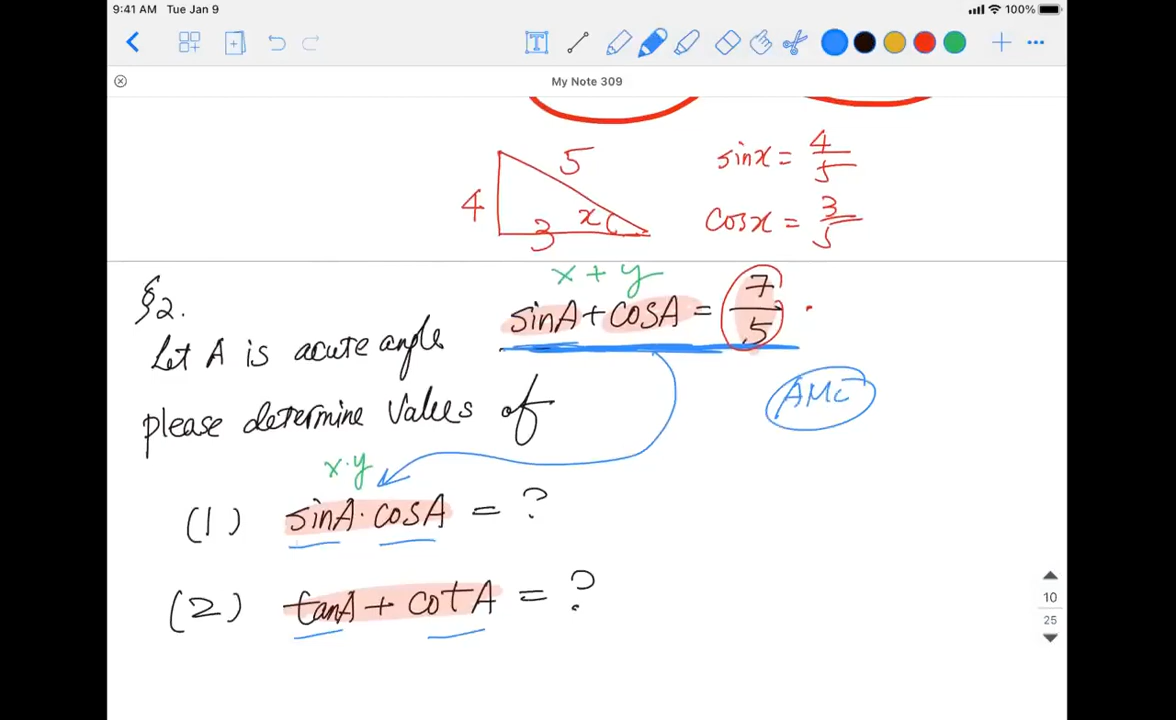 9:41 AM Tue Jan 9
100%
My Note 309
5
4
3
x
sinx = 4/5
cosx = 3/5
§2.
x + y
sinA + cosA = 7/5
Let A is acute angle
AMC
please determine values of
x·y
(1) sinA·cosA = ?
(2) tanA + cotA = ?
10
25